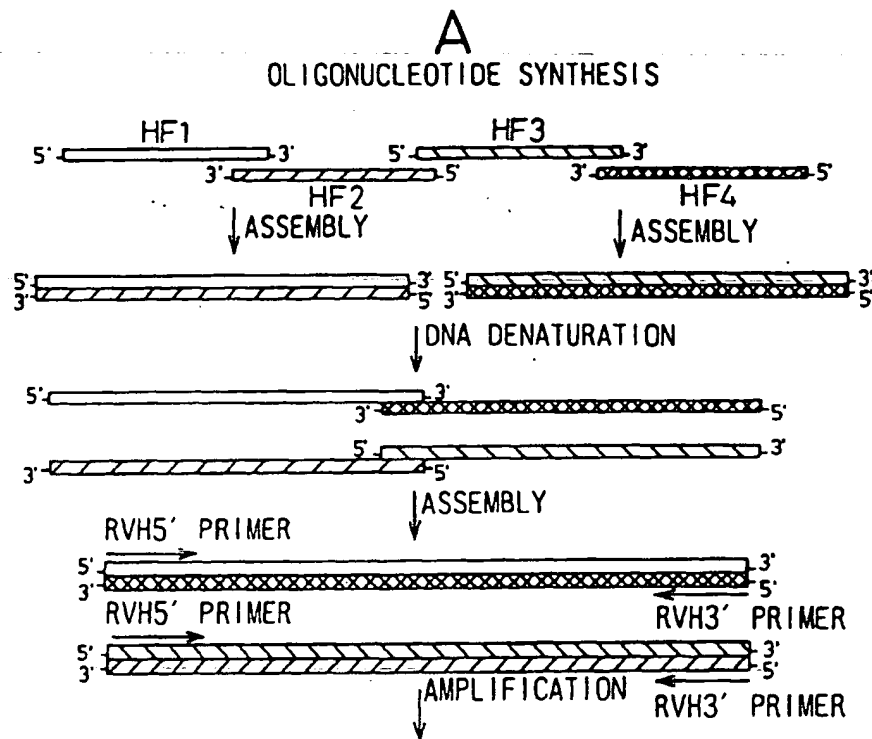 A
OLIGONUCLEOTIDE SYNTHESIS
HF1 HF3
5' 3' 5' 3'
3' 5' 3' 5'
HF2 HF4
ASSEMBLY ASSEMBLY
5' 3' 5' 3'
3' 5' 3' 5'
DNA DENATURATION
5' 3'
3' 5'
5' 3'
3' 5'
ASSEMBLY
RVH5' PRIMER
5' 3'
3' 5'
RVH5' PRIMER RVH3' PRIMER
5' 3'
3' 5'
AMPLIFICATION RVH3' PRIMER